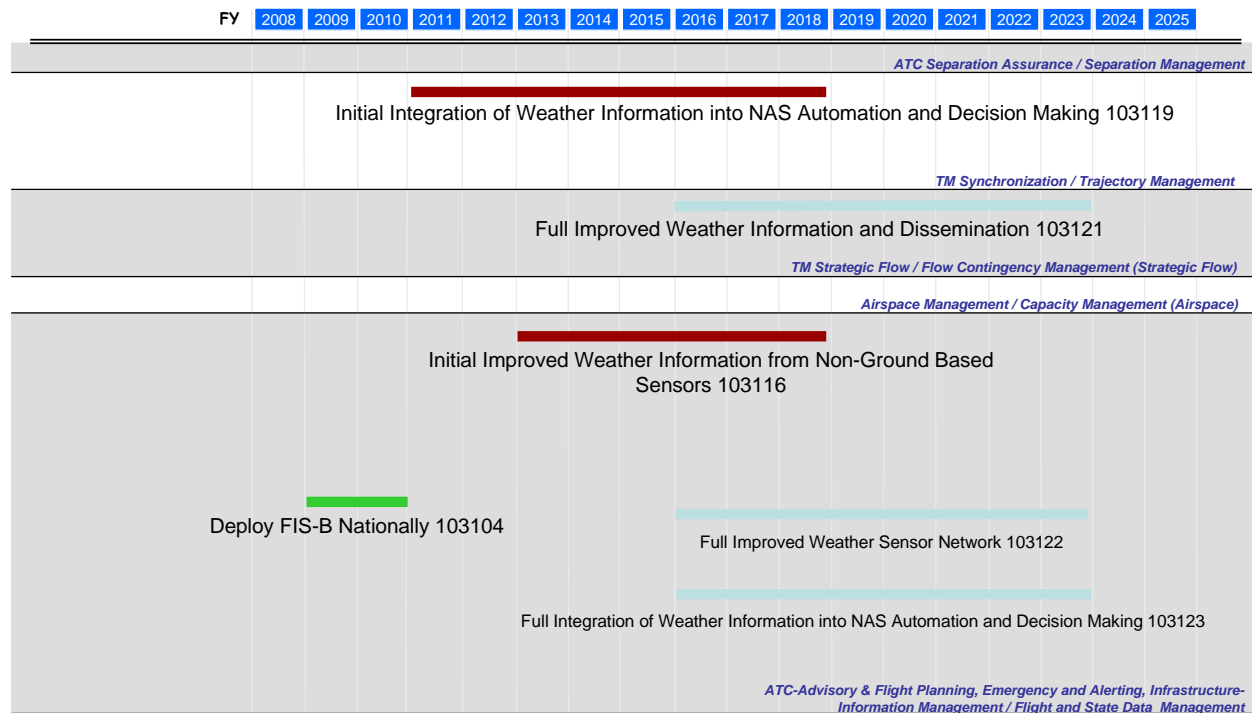 FY 2008 2009 2010 2011 2012 2013 2014 2015 2016 2017 2018 2019 2020 2021 2022 2023 2024 2025
ATC Separation Assurance / Separation Management
Initial Integration of Weather Information into NAS Automation and Decision Making 103119
TM Synchronization / Trajectory Management
Full Improved Weather Information and Dissemination 103121
TM Strategic Flow / Flow Contingency Management (Strategic Flow)
Airspace Management / Capacity Management (Airspace)
Initial Improved Weather Information from Non-Ground Based
Sensors 103116
Deploy FIS-B Nationally 103104
Full Improved Weather Sensor Network 103122
Full Integration of Weather Information into NAS Automation and Decision Making 103123
ATC-Advisory & Flight Planning, Emergency and Alerting, Infrastructure-
Information Management / Flight and State Data Management